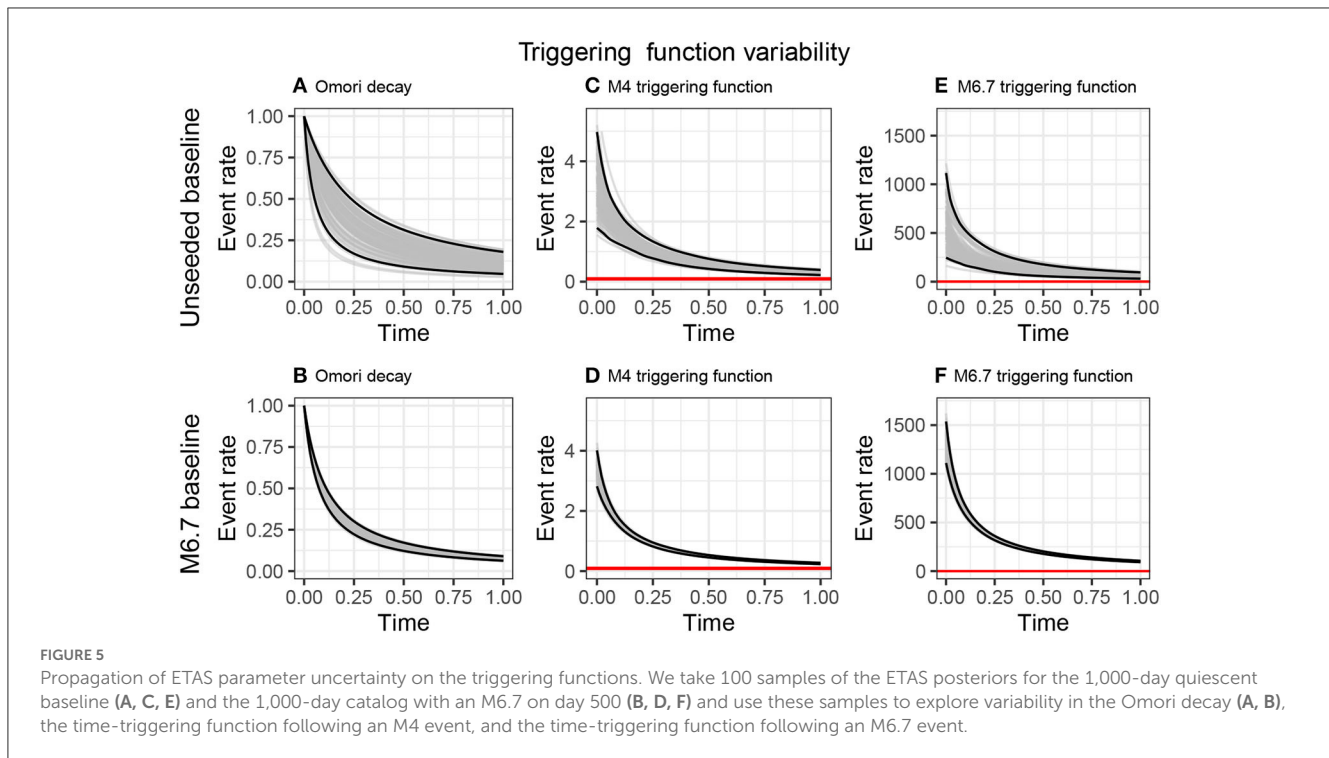 Triggering function variability
A Omori decay
C M4 triggering function
E M6.7 triggering function
Unseeded baseline
Event rate
1.00
0.75
0.50
0.25
0.00
0.00 0.25 0.50 0.75 1.00
Time
Event rate
4
2
0
0.00 0.25 0.50 0.75 1.00
Time
Event rate
1500
1000
500
0
0.00 0.25 0.50 0.75 1.00
Time
B Omori decay
D M4 triggering function
F M6.7 triggering function
M6.7 baseline
Event rate
1.00
0.75
0.50
0.25
0.00
0.00 0.25 0.50 0.75 1.00
Time
Event rate
4
2
0
0.00 0.25 0.50 0.75 1.00
Time
Event rate
1500
1000
500
0
0.00 0.25 0.50 0.75 1.00
Time
FIGURE 5
Propagation of ETAS parameter uncertainty on the triggering functions. We take 100 samples of the ETAS posteriors for the 1,000-day quiescent
baseline (A, C, E) and the 1,000-day catalog with an M6.7 on day 500 (B, D, F) and use these samples to explore variability in the Omori decay (A, B),
the time-triggering function following an M4 event, and the time-triggering function following an M6.7 event.